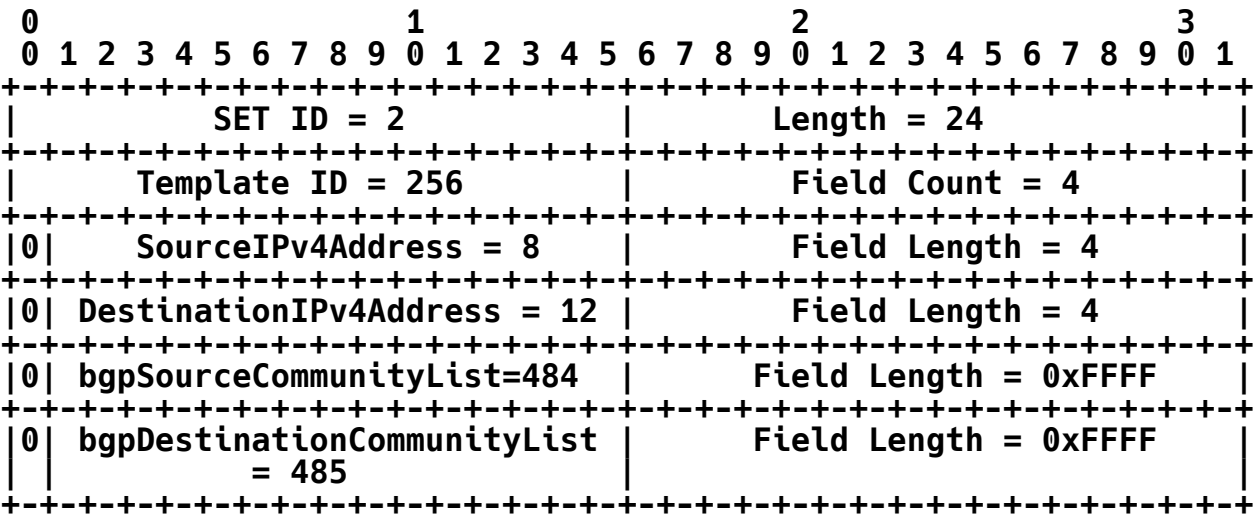 0                   1                   2                   3
 0 1 2 3 4 5 6 7 8 9 0 1 2 3 4 5 6 7 8 9 0 1 2 3 4 5 6 7 8 9 0 1
+-+-+-+-+-+-+-+-+-+-+-+-+-+-+-+-+-+-+-+-+-+-+-+-+-+-+-+-+-+-+-+-+
|          SET ID = 2           |       Length = 24             |
+-+-+-+-+-+-+-+-+-+-+-+-+-+-+-+-+-+-+-+-+-+-+-+-+-+-+-+-+-+-+-+-+
|      Template ID = 256        |        Field Count = 4        |
+-+-+-+-+-+-+-+-+-+-+-+-+-+-+-+-+-+-+-+-+-+-+-+-+-+-+-+-+-+-+-+-+
|0|    SourceIPv4Address = 8    |        Field Length = 4       |
+-+-+-+-+-+-+-+-+-+-+-+-+-+-+-+-+-+-+-+-+-+-+-+-+-+-+-+-+-+-+-+-+
|0| DestinationIPv4Address = 12 |        Field Length = 4       |
+-+-+-+-+-+-+-+-+-+-+-+-+-+-+-+-+-+-+-+-+-+-+-+-+-+-+-+-+-+-+-+-+
|0| bgpSourceCommunityList=484  |      Field Length = 0xFFFF    |
+-+-+-+-+-+-+-+-+-+-+-+-+-+-+-+-+-+-+-+-+-+-+-+-+-+-+-+-+-+-+-+-+
|0| bgpDestinationCommunityList |      Field Length = 0xFFFF    |
| |          = 485              |                               |
+-+-+-+-+-+-+-+-+-+-+-+-+-+-+-+-+-+-+-+-+-+-+-+-+-+-+-+-+-+-+-+-+